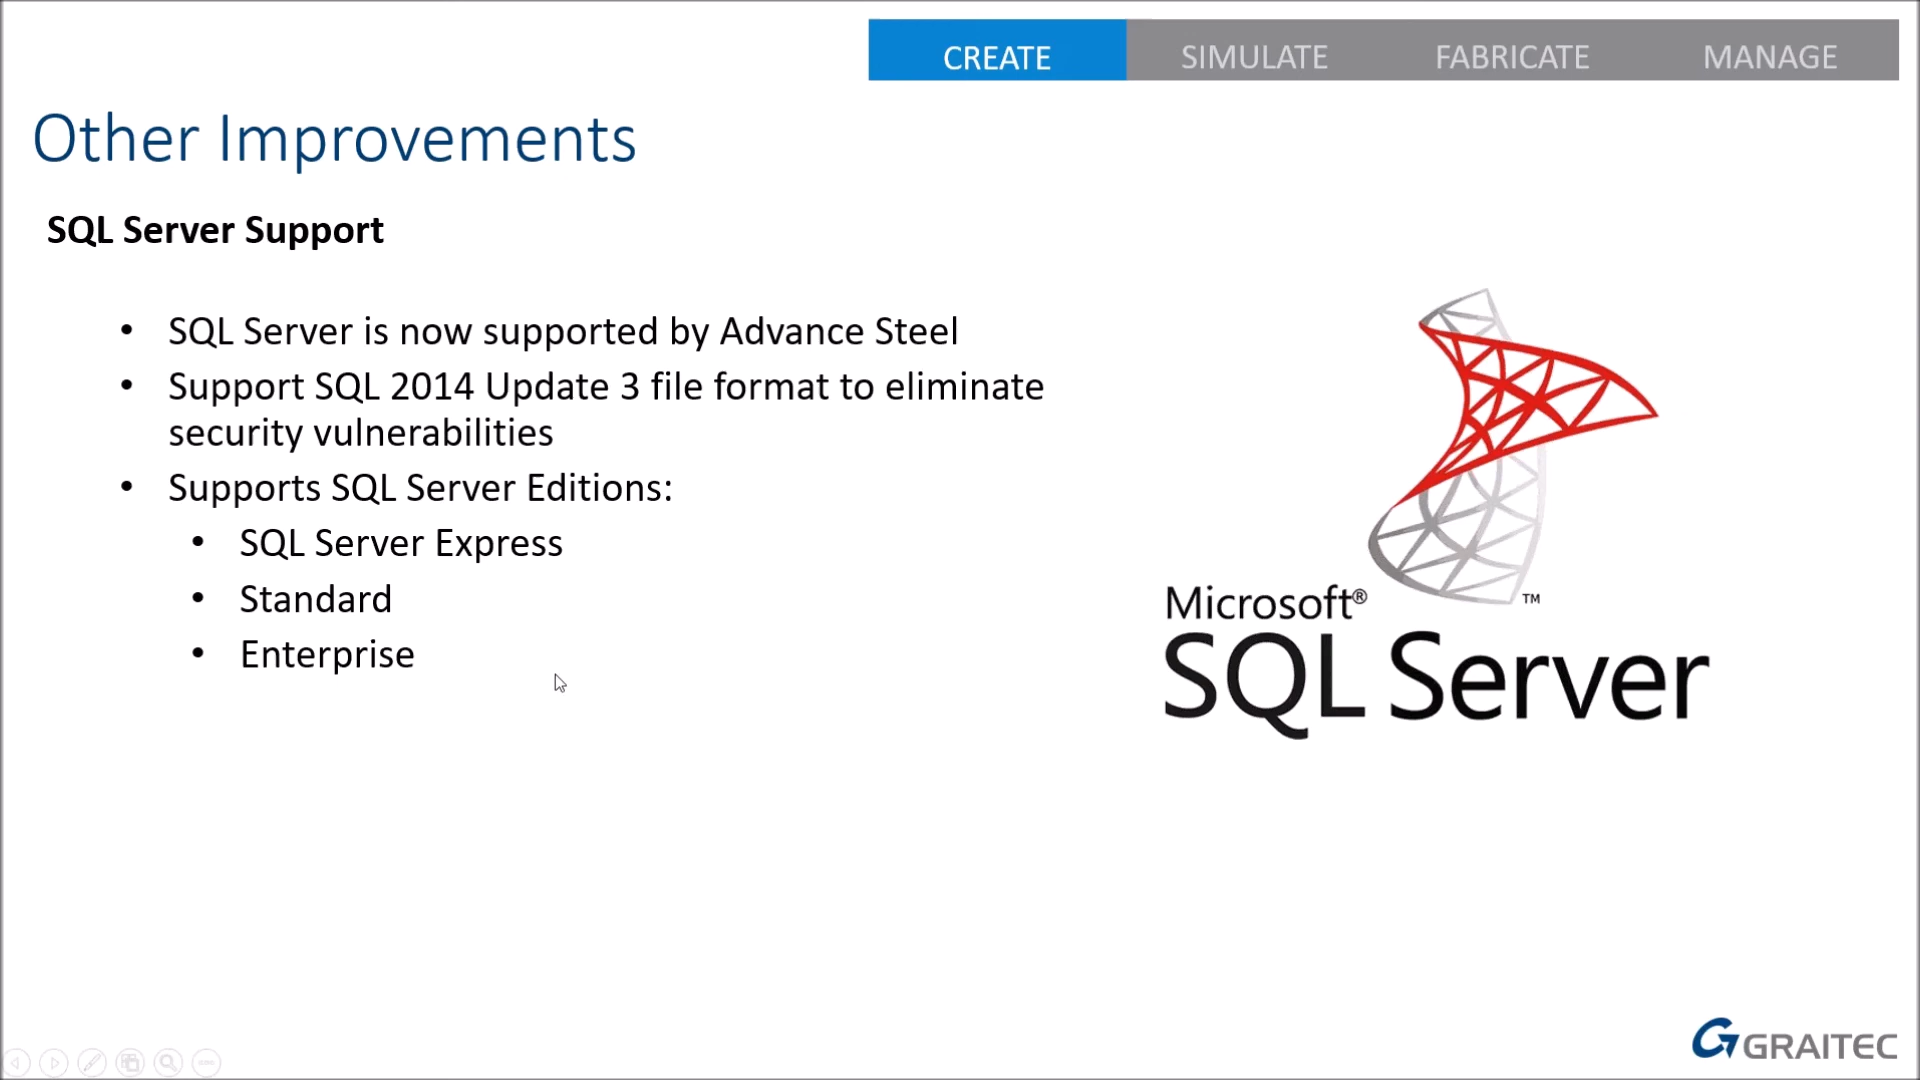 CREATE SIMULATE FABRICATE MANAGE
Other Improvements
SQL Server Support
• SQL Server is now supported by Advance Steel
• Support SQL 2014 Update 3 file format to eliminate
security vulnerabilities
• Supports SQL Server Editions:
• SQL Server Express
• Standard
• Enterprise
Microsoft® ™
SQL Server
GRAITEC